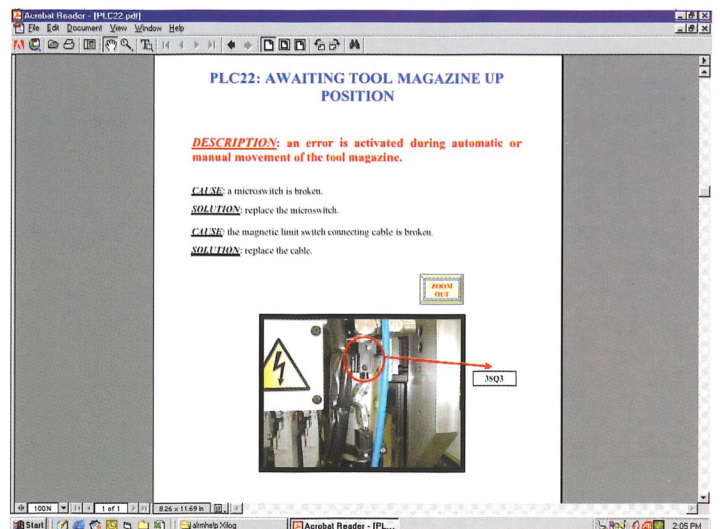 Acrobat Reader - [PLC22.pdf]
File Edit Document View Window Help
PLC22: AWAITING TOOL MAGAZINE UP
POSITION
DESCRIPTION: an error is activated during automatic or
manual movement of the tool magazine.
CAUSE: a microswitch is broken.
SOLUTION: replace the microswitch.
CAUSE: the magnetic limit switch connecting cable is broken.
SOLUTION: replace the cable.
ZOOM
OUT
3SQ3
100% 1 of 1 8.26 x 11.69 in
Start almhelp Xilog Acrobat Reader - [PL... 2:05 PM